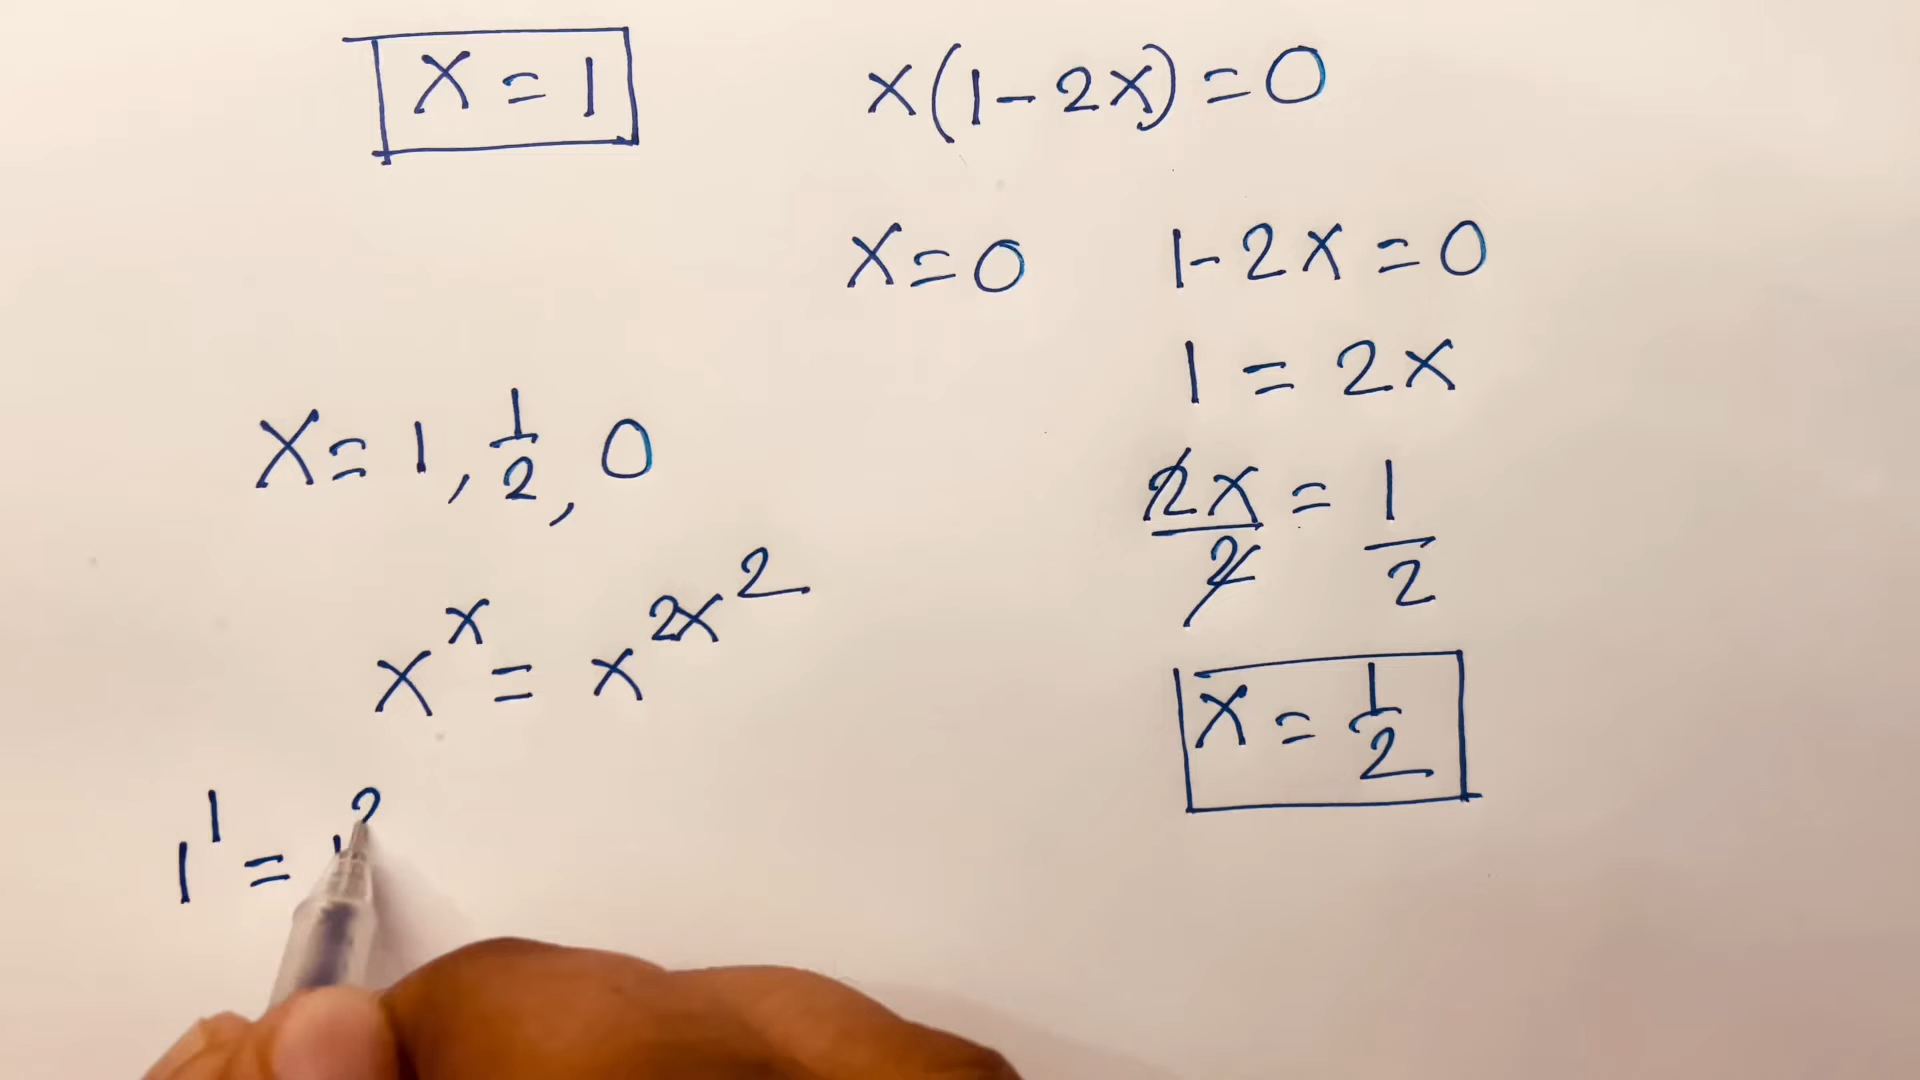 x = 1
x(1-2x) = 0
x = 0
1-2x = 0
1 = 2x
x = 1, 1/2, 0
2x/2 = 1/2
x^x = x^2x^2
x = 1/2
1^1 = 1^2